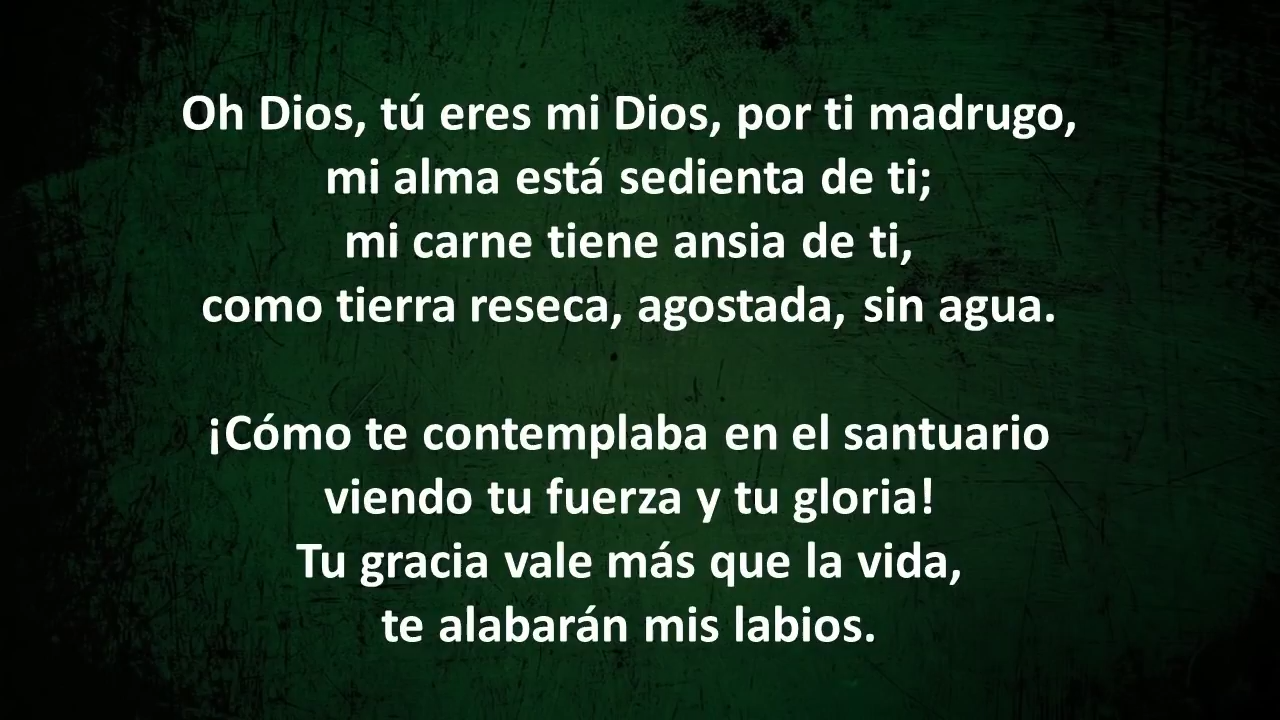 Oh Dios, tú eres mi Dios, por ti madrugo,
mi alma está sedienta de ti;
mi carne tiene ansia de ti,
como tierra reseca, agostada, sin agua.
¡Cómo te contemplaba en el santuario
viendo tu fuerza y tu gloria!
Tu gracia vale más que la vida,
te alabarán mis labios.